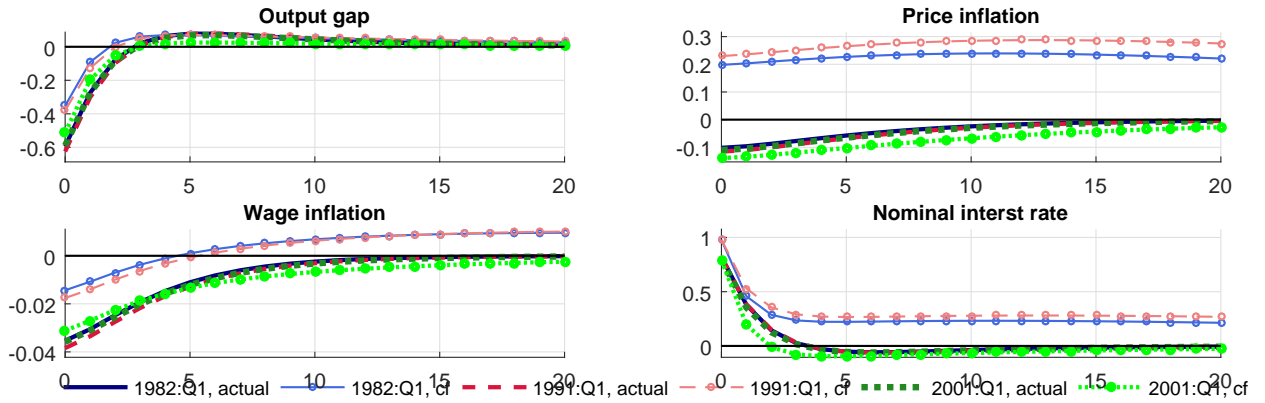 Output gap
0
-0.2
-0.4
-0.6
0 5 10 15 20
Price inflation
0.3
0.2
0.1
0
-0.1
0 5 10 15 20
Wage inflation
0
-0.02
-0.04
0 5 10 15 20
Nominal interst rate
1
0.5
0
0 5 10 15 20
1982:Q1, actual 1982:Q1, cf 1991:Q1, actual 1991:Q1, cf 2001:Q1, actual 2001:Q1, cf